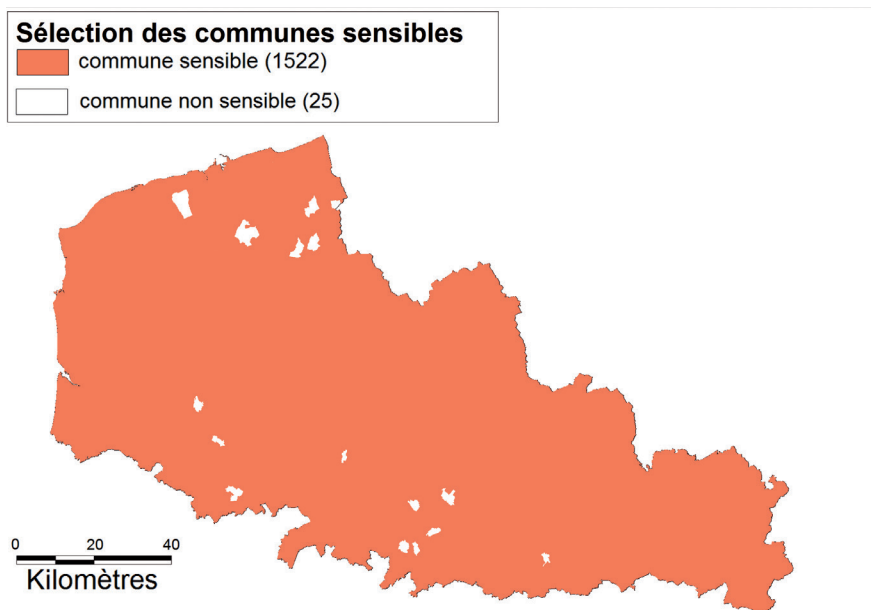 Sélection des communes sensibles
commune sensible (1522)
commune non sensible (25)
0 20 40
Kilomètres